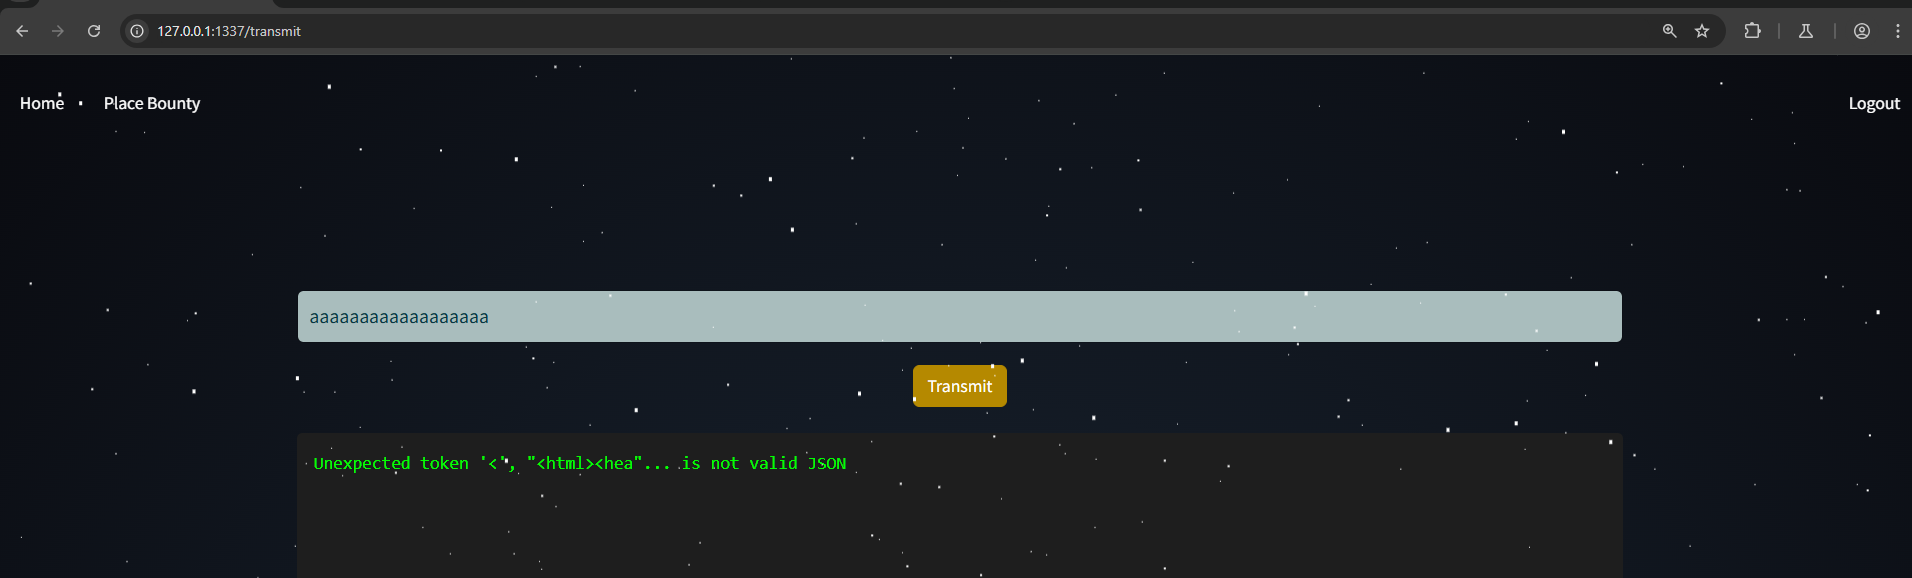 127.0.0.1:1337/transmit
Home
Place Bounty
Logout
aaaaaaaaaaaaaaaaaa
Transmit
Unexpected token '<', "<html><hea"... is not valid JSON